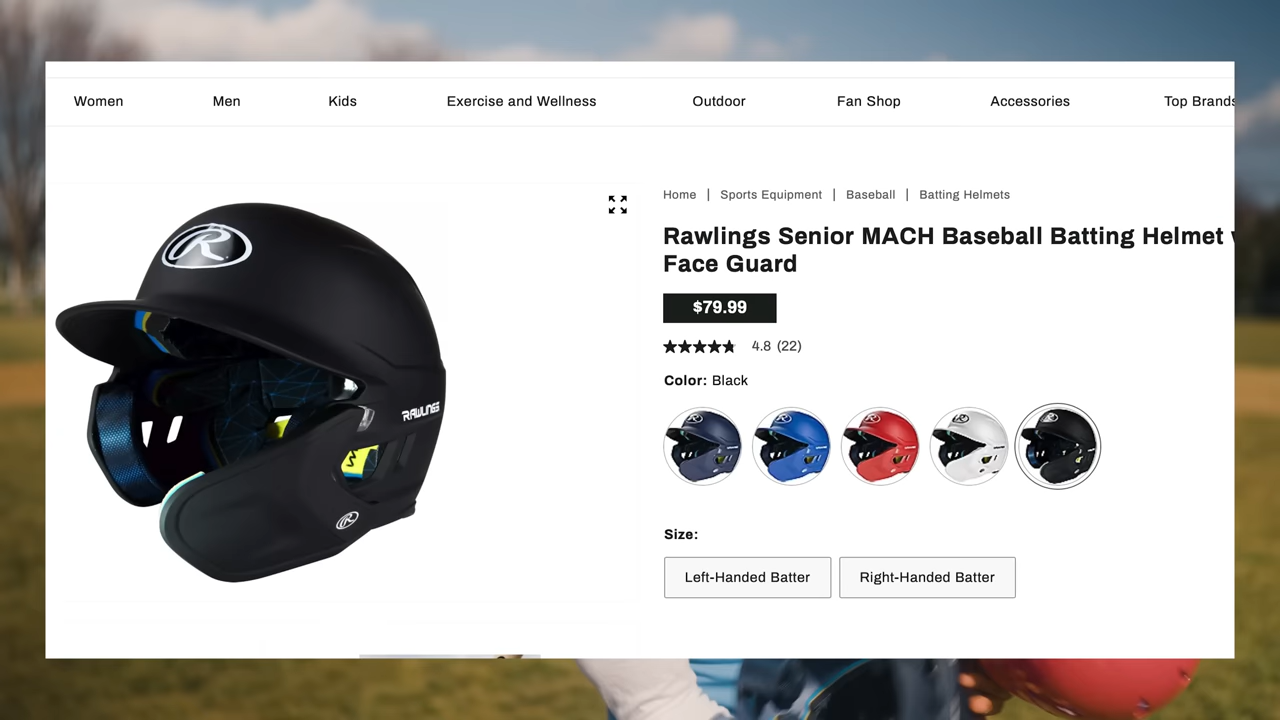 Women Men Kids Exercise and Wellness Outdoor Fan Shop Accessories Top Brands
Home | Sports Equipment | Baseball | Batting Helmets
Rawlings Senior MACH Baseball Batting Helmet
Face Guard
$79.99
4.8 (22)
Color: Black
Size:
Left-Handed Batter Right-Handed Batter
R
RAWLINGS
R